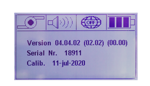 Version 04.04.02 (02.02) (00.00)
Serial Nr. 18911
Calib. 11-jul-2020